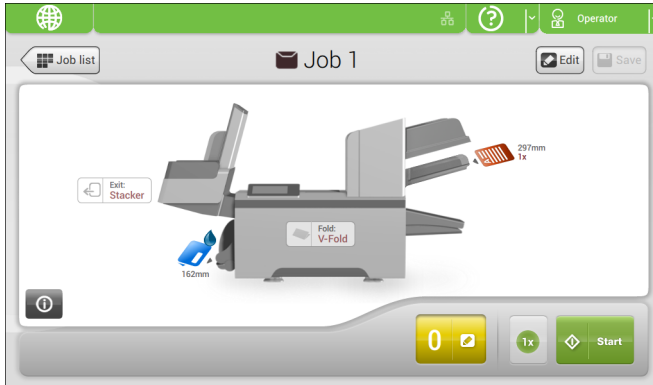 Operator
Job list
Job 1
Edit
Save
297mm
1x
Exit:
Stacker
Fold:
V-Fold
162mm
0
1x
Start